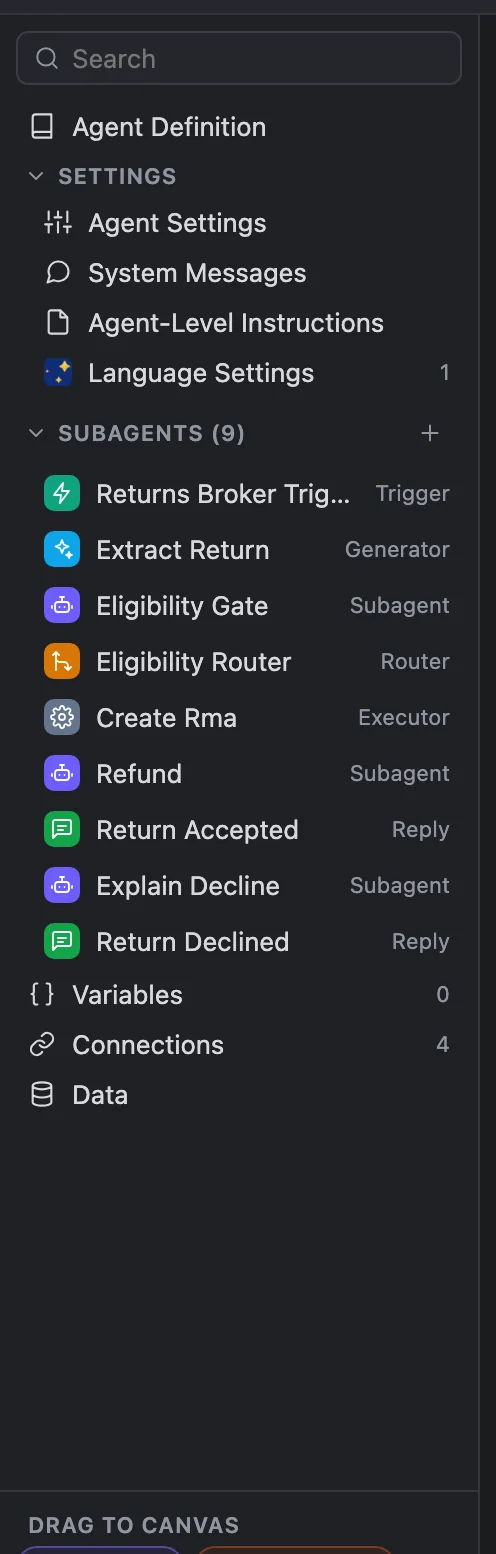 Search
Agent Definition
SETTINGS
Agent Settings
System Messages
Agent-Level Instructions
Language Settings 1
SUBAGENTS (9) +
Returns Broker Trig... Trigger
Extract Return Generator
Eligibility Gate Subagent
Eligibility Router Router
Create Rma Executor
Refund Subagent
Return Accepted Reply
Explain Decline Subagent
Return Declined Reply
{ } Variables 0
Connections 4
Data
DRAG TO CANVAS